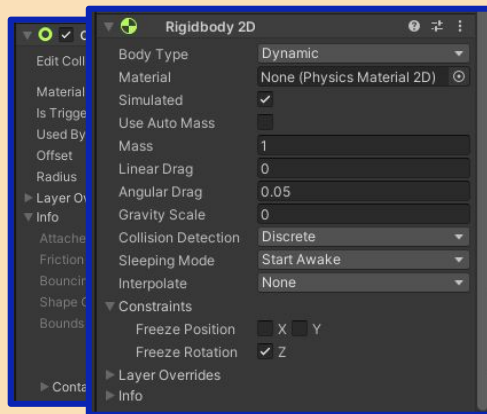 Edit Coll
Material
Is Trigge
Used By
Offset
Radius
Layer Ov
Info
Attache
Friction
Bouncin
Shape
Bounds
Conta
Rigidbody 2D
Body Type Dynamic
Material None (Physics Material 2D)
Simulated
Use Auto Mass
Mass 1
Linear Drag 0
Angular Drag 0.05
Gravity Scale 0
Collision Detection Discrete
Sleeping Mode Start Awake
Interpolate None
Constraints
Freeze Position X Y
Freeze Rotation Z
Layer Overrides
Info